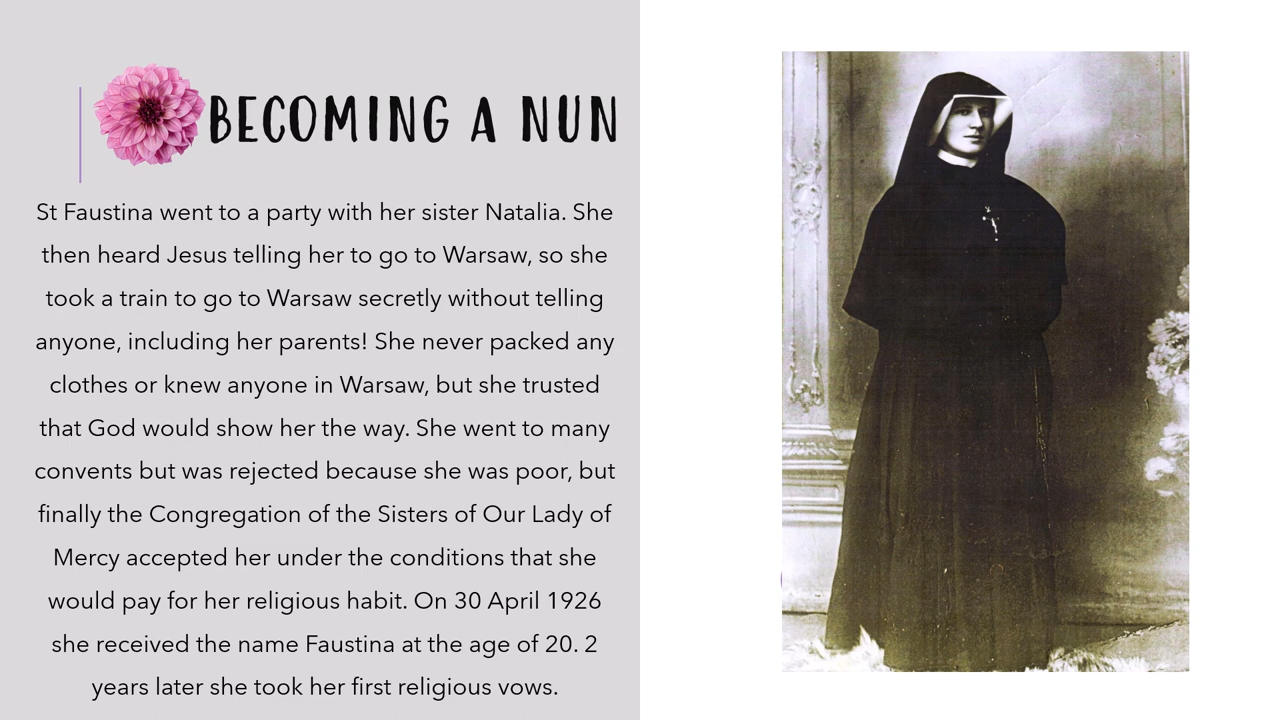 BECOMING A NUN
St Faustina went to a party with her sister Natalia. She
then heard Jesus telling her to go to Warsaw, so she
took a train to go to Warsaw secretly without telling
anyone, including her parents! She never packed any
clothes or knew anyone in Warsaw, but she trusted
that God would show her the way. She went to many
convents but was rejected because she was poor, but
finally the Congregation of the Sisters of Our Lady of
Mercy accepted her under the conditions that she
would pay for her religious habit. On 30 April 1926
she received the name Faustina at the age of 20. 2
years later she took her first religious vows.